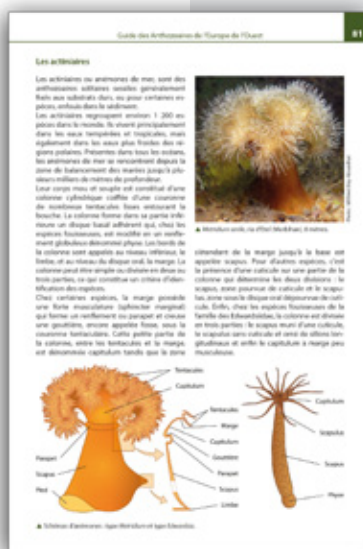 Guide des Anthozoaires de l'Europe de l'Ouest
81
Les actiniaires
Les actiniaires ou anémones de mer, sont des
anthozoaires solitaires sessiles généralement
fixés aux substrats durs, ou pour certaines es-
pèces, enfouis dans le sédiment.
Les actiniaires regroupent environ 1 200 es-
pèces dans le monde. Ils vivent principalement
dans les eaux tempérées et tropicales, mais
également dans les eaux plus froides des ré-
gions polaires. Présentes dans tous les océans,
les anémones de mer se rencontrent depuis la
zone de balancement des marées jusqu'à plu-
sieurs milliers de mètres de profondeur.
Leur corps mou et souple est constitué d'une
colonne cylindrique coiffée d'une couronne
de nombreux tentacules lisses entourant la
bouche. La colonne forme dans sa partie infé-
rieure un disque basal adhérent qui, chez les
espèces fouisseuses, est modifié en un renfle-
ment globuleux dénommé physe. Les bords de
la colonne sont appelés au niveau inférieur, le
limbe, et au niveau du disque oral, la marge. La
colonne peut être simple ou divisée en deux ou
trois parties, ce qui constitue un critère d'iden-
tification des espèces.
Chez certaines espèces, la marge possède
une forte musculature (sphincter marginal)
qui forme un renflement ou parapet et creuse
une gouttière, encore appelée fosse, sous la
couronne tentaculaire. Cette petite partie de
la colonne, entre les tentacules et la marge,
est dénommée capitulum tandis que la zone
▲ Metridium senile, ria d'Etel (Morbihan), 6 mètres.
s'étendant de la marge jusqu'à la base est
appelée scapus. Pour d'autres espèces, c'est
la présence d'une cuticule sur une partie de la
colonne qui détermine les deux divisions : le
scapus, zone pourvue de cuticule et le scapu-
lus, zone sous le disque oral dépourvue de cuti-
cule. Enfin, chez les espèces fouisseuses de la
famille des Edwardsiidae, la colonne est divisée
en trois parties : le scapus muni d'une cuticule,
le scapulus sans cuticule et orné de sillons lon-
gitudinaux et enfin le capitulum à marge peu
musculeuse.
Tentacules
Capitulum
Parapet
Scapus
Pied
Tentacules
Marge
Capitulum
Gouttière
Parapet
Scapus
Limbe
Capitulum
Scapulus
Scapus
Physe
▲ Schémas d'anémones : type Metridium et type Edwardsia.